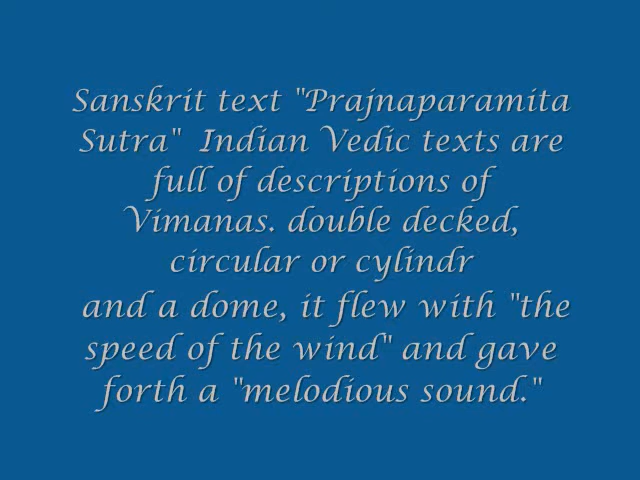 Sanskrit text "Prajnaparamita
Sutra" Indian Vedic texts are
full of descriptions of
Vimanas. double decked,
circular or cylindr
and a dome, it flew with "the
speed of the wind" and gave
forth a "melodious sound."